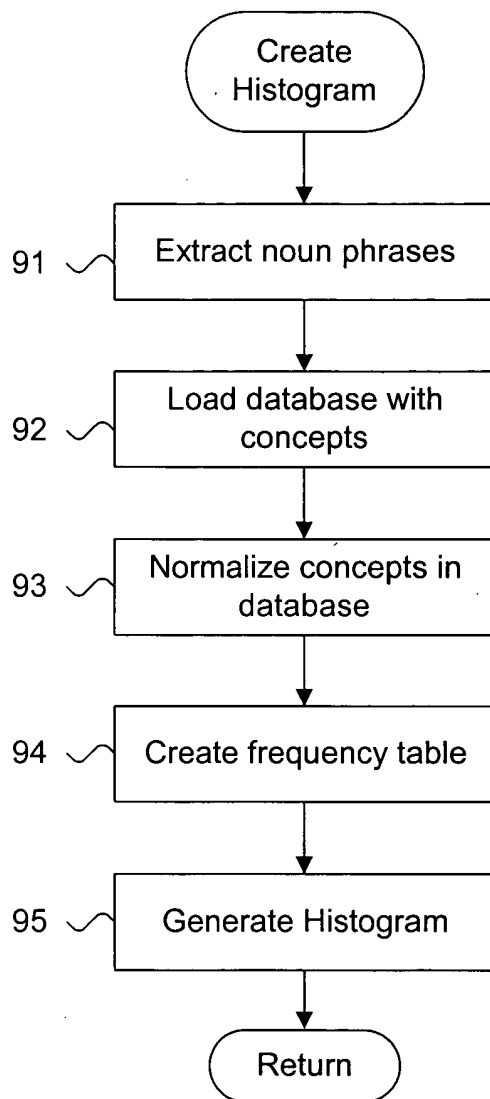 Create
Histogram
91
Extract noun phrases
92
Load database with
concepts
93
Normalize concepts in
database
94
Create frequency table
95
Generate Histogram
Return